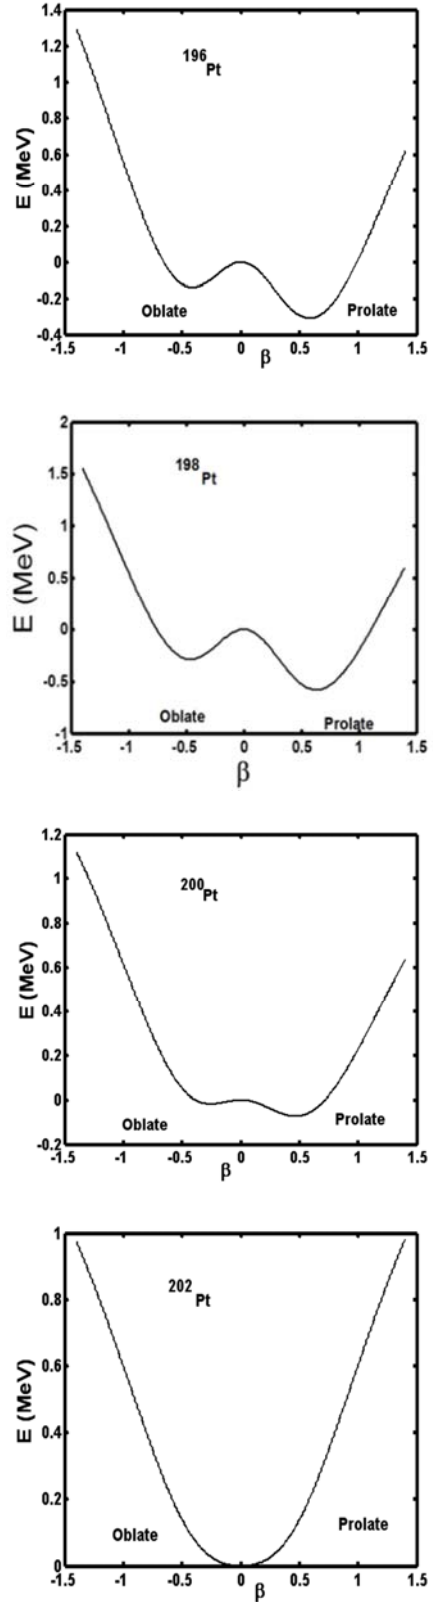 1.4
1.2
1
0.8
0.6
0.4
0.2
0
-0.2
-0.4
E (MeV)
196Pt
Oblate
Prolate
-1.5 -1 -0.5 0 0.5 1 1.5
β
2
1.5
1
0.5
0
-0.5
-1
E (MeV)
198Pt
Oblate
Prolate
-1.5 -1 -0.5 0 0.5 1 1.5
β
1.2
1
0.8
0.6
0.4
0.2
0
-0.2
E (MeV)
200Pt
Oblate
Prolate
-1.5 -1 -0.5 0 0.5 1 1.5
β
1
0.8
0.6
0.4
0.2
0
E (MeV)
202Pt
Oblate
Prolate
-1.5 -1 -0.5 0 0.5 1 1.5
β